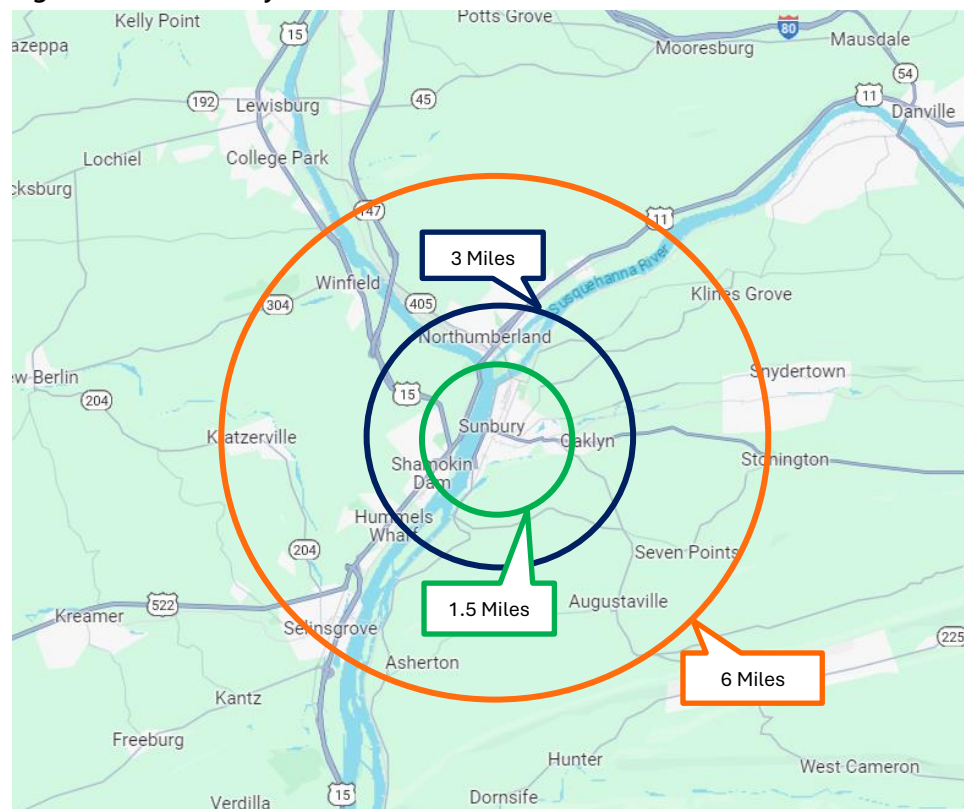 Kelly Point
Potts Grove
80
Mausdale
azeppa
15
Mooresburg
54
192
45
11
Lewisburg
Danville
Lochiel
College Park
cksburg
147
11
3 Miles
Susquehanna River
Winfield
304
405
Klines Grove
Northumberland
ew Berlin
15
Snydertown
204
Sunbury
Klatzerville
Oaklyn
Shamokin
Dam
Stonington
Hummels
Wharf
204
Seven Points
1.5 Miles
Augustaville
522
Kreamer
Selinsgrove
225
Asherton
6 Miles
Kantz
Freeburg
Hunter
West Cameron
15
Verdilla
Dornsife